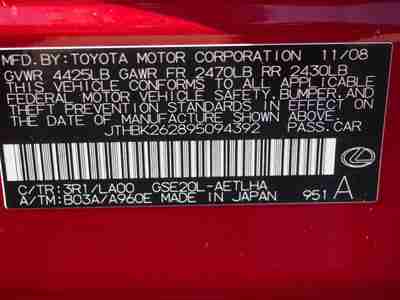 MFD.BY: TOYOTA MOTOR CORPORATION 11/08
GVWR 4425LB GAWR FR 2470LB RR 2430LB
THIS VEHICLE CONFORMS TO ALL APPLICABLE
FEDERAL MOTOR VEHICLE SAFETY, BUMPER, AND
THEFT PREVENTION STANDARDS IN EFFECT ON
THE DATE OF MANUFACTURE SHOWN ABOVE.
JTHBK262895094392 PASS.CAR
C/TR: 3R1/LA00 GSE20L-AETLHA
A/TM: B03A/A960E MADE IN JAPAN 951 A